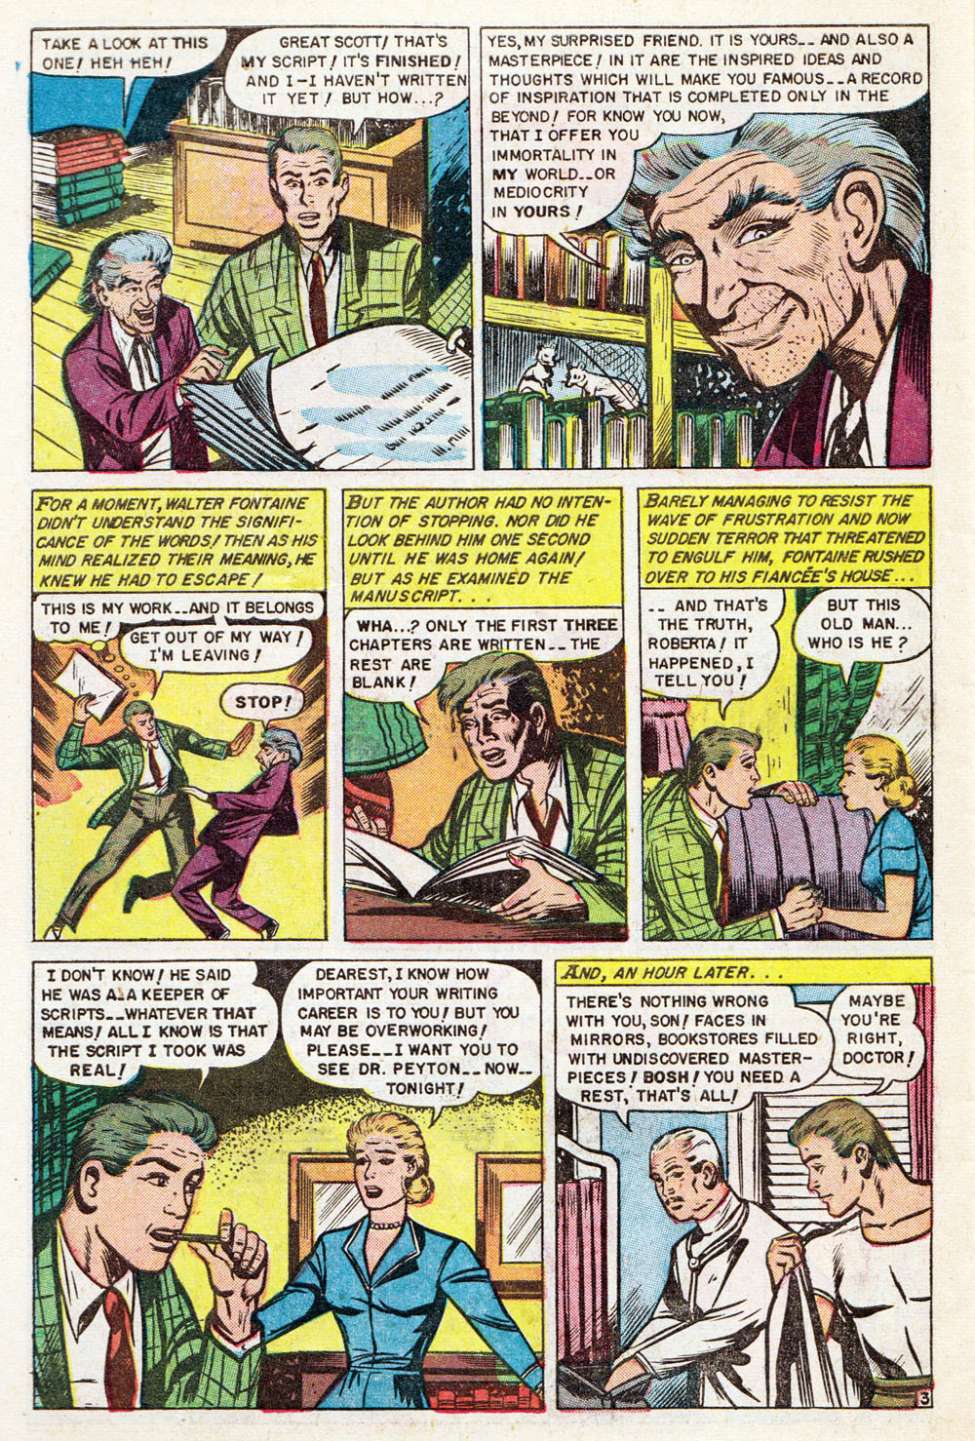 TAKE A LOOK AT THIS
ONE! HEH HEH!
GREAT SCOTT! THAT'S
MY SCRIPT! IT'S FINISHED!
AND I-I HAVEN'T WRITTEN
IT YET! BUT HOW...?
YES, MY SURPRISED FRIEND. IT IS YOURS-- AND ALSO A
MASTERPIECE! IN IT ARE THE INSPIRED IDEAS AND
THOUGHTS WHICH WILL MAKE YOU FAMOUS--A RECORD
OF INSPIRATION THAT IS COMPLETED ONLY IN THE
BEYOND! FOR KNOW YOU NOW,
THAT I OFFER YOU
IMMORTALITY IN
MY WORLD--OR
MEDIOCRITY
IN YOURS!
FOR A MOMENT, WALTER FONTAINE
DIDN'T UNDERSTAND THE SIGNIFI-
CANCE OF THE WORDS! THEN AS HIS
MIND REALIZED THEIR MEANING, HE
KNEW HE HAD TO ESCAPE!
THIS IS MY WORK--AND IT BELONGS
TO ME!
GET OUT OF MY WAY!
I'M LEAVING!
STOP!
BUT THE AUTHOR HAD NO INTEN-
TION OF STOPPING. NOR DID HE
LOOK BEHIND HIM ONE SECOND
UNTIL HE WAS HOME AGAIN!
BUT AS HE EXAMINED THE
MANUSCRIPT...
WHA...? ONLY THE FIRST THREE
CHAPTERS ARE WRITTEN-- THE
REST ARE
BLANK!
BARELY MANAGING TO RESIST THE
WAVE OF FRUSTRATION AND NOW
SUDDEN TERROR THAT THREATENED
TO ENGULF HIM, FONTAINE RUSHED
OVER TO HIS FIANCÉE'S HOUSE...
-- AND THAT'S
THE TRUTH,
ROBERTA! IT
HAPPENED, I
TELL YOU!
BUT THIS
OLD MAN--
WHO IS HE?
I DON'T KNOW! HE SAID
HE WAS A--A KEEPER OF
SCRIPTS--WHATEVER THAT
MEANS! ALL I KNOW IS THAT
THE SCRIPT I TOOK WAS
REAL!
DEAREST, I KNOW HOW
IMPORTANT YOUR WRITING
CAREER IS TO YOU! BUT YOU
MAY BE OVERWORKING!
PLEASE--I WANT YOU TO
SEE DR. PEYTON-- NOW--
TONIGHT!
AND, AN HOUR LATER...
THERE'S NOTHING WRONG
WITH YOU, SON! FACES IN
MIRRORS, BOOKSTORES FILLED
WITH UNDISCOVERED MASTER-
PIECES! BOSH! YOU NEED A
REST, THAT'S ALL!
MAYBE
YOU'RE
RIGHT,
DOCTOR!
3